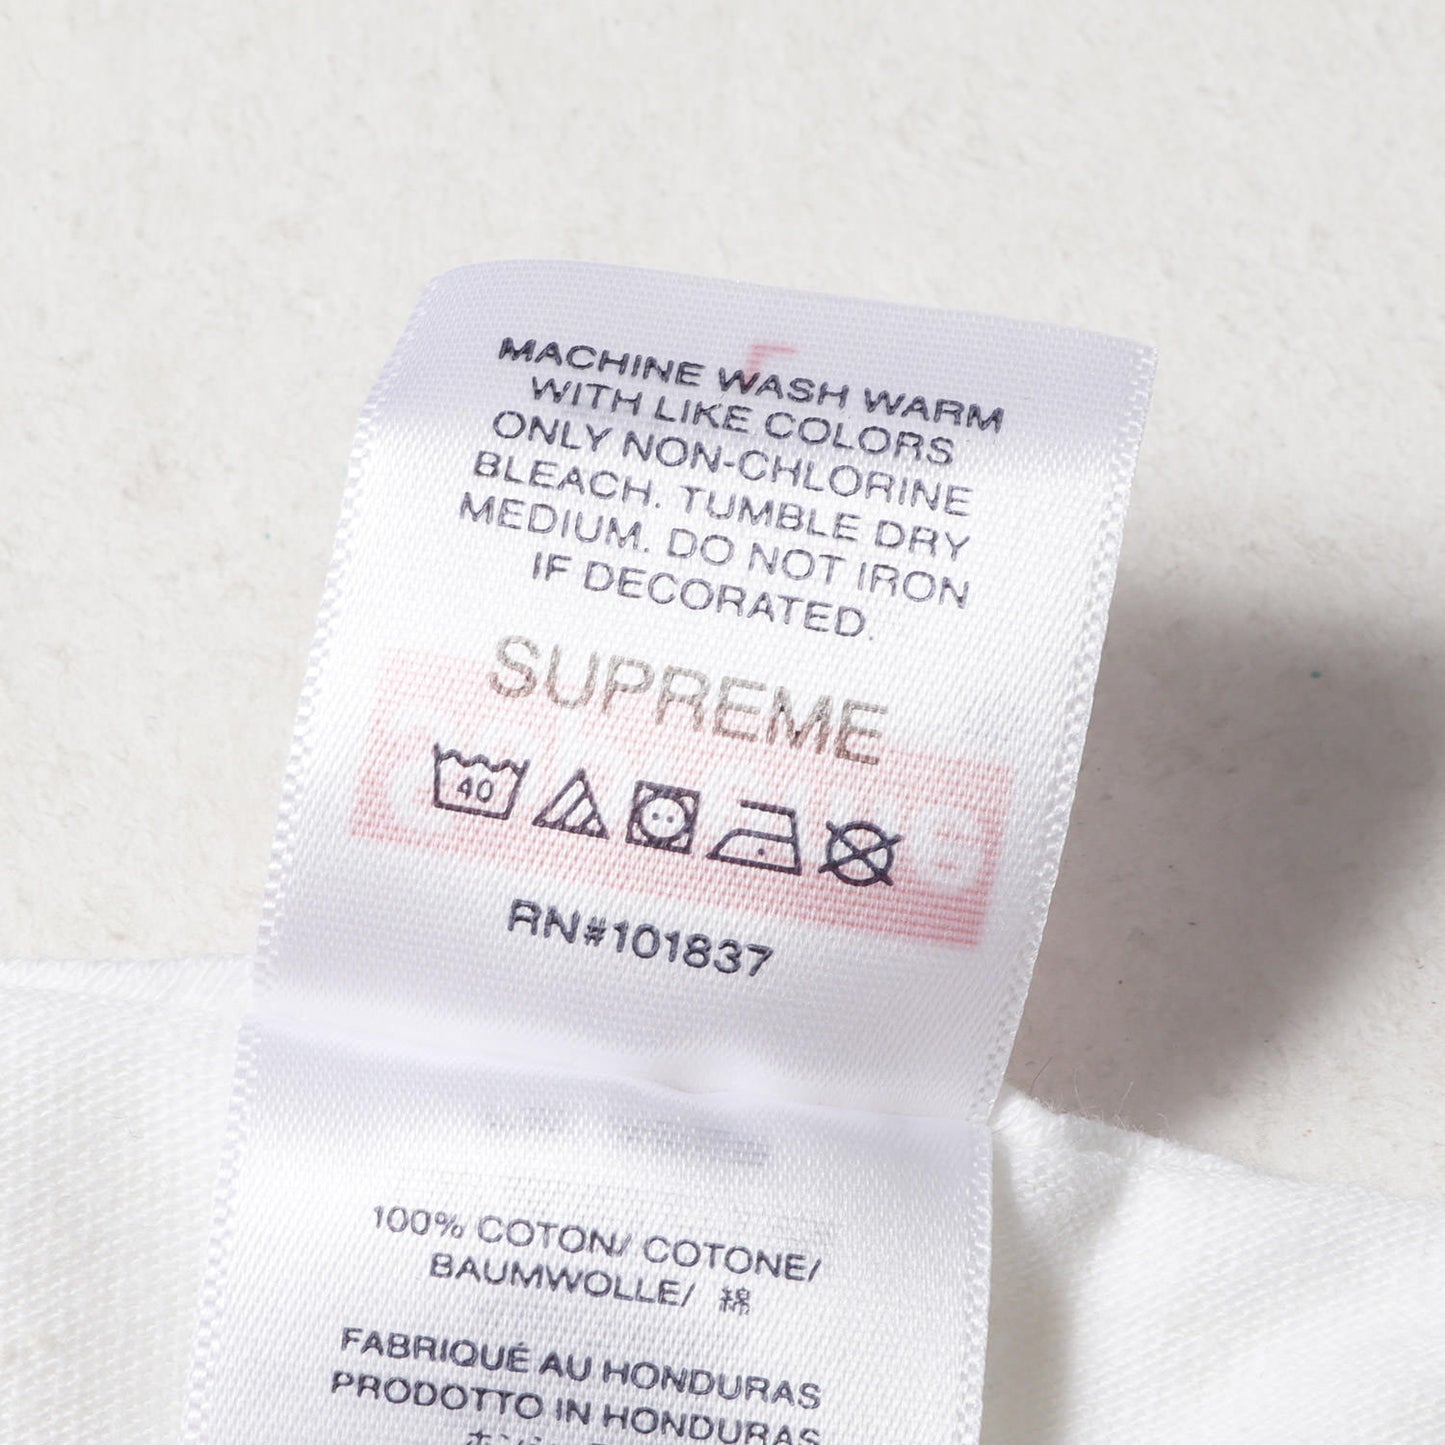 MACHINE WASH WARM
WITH LIKE COLORS
ONLY NON-CHLORINE
BLEACH. TUMBLE DRY
MEDIUM. DO NOT IRON
IF DECORATED.
SUPREME
40
RN#101837
100% COTON/ COTONE/
BAUMWOLLE/ 綿
FABRIQUÉ AU HONDURAS
PRODOTTO IN HONDURAS